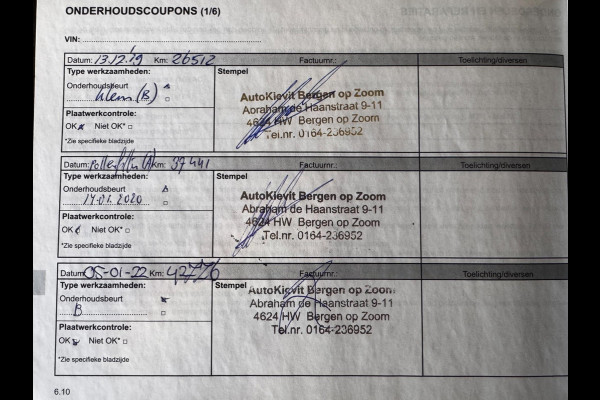 ONDERHOUDSCOUPONS (1/6)
VIN:
Datum: 13.12.'19 Km: 26512 Factuurnr.: Toelichting/diversen
Type werkzaamheden: Stempel
Onderhoudsbeurt
(B)
Plaatwerkcontrole:
OK Niet OK*
*Zie specifieke bladzijde
AutoKievit Bergen op Zoom
Abraham de Haanstraat 9-11
4624 HW Bergen op Zoom
Tel.nr. 0164-236952
Datum: Km: 37441 Factuurnr.: Toelichting/diversen
Type werkzaamheden: Stempel
Onderhoudsbeurt
14.01.2020
Plaatwerkcontrole:
OK Niet OK*
*Zie specifieke bladzijde
AutoKievit Bergen op Zoom
Abraham de Haanstraat 9-11
4624 HW Bergen op Zoom
Tel.nr. 0164-236952
Datum: 05-01-22 Km: 42776 Factuurnr.: Toelichting/diversen
Type werkzaamheden: Stempel
Onderhoudsbeurt
B
Plaatwerkcontrole:
OK Niet OK*
*Zie specifieke bladzijde
AutoKievit Bergen op Zoom
Abraham de Haanstraat 9-11
4624 HW Bergen op Zoom
Tel.nr. 0164-236952
6.10